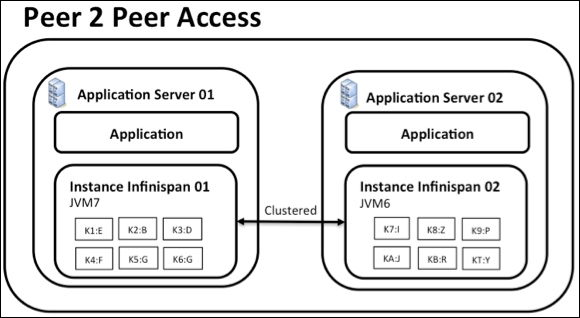 Peer 2 Peer Access
Application Server 01
Application
Instance Infinispan 01
JVM7
K1:E K2:B K3:D
K4:F K5:G K6:G
Clustered
Application Server 02
Application
Instance Infinispan 02
JVM6
K7:I K8:Z K9:P
KA:J KB:R KT:Y